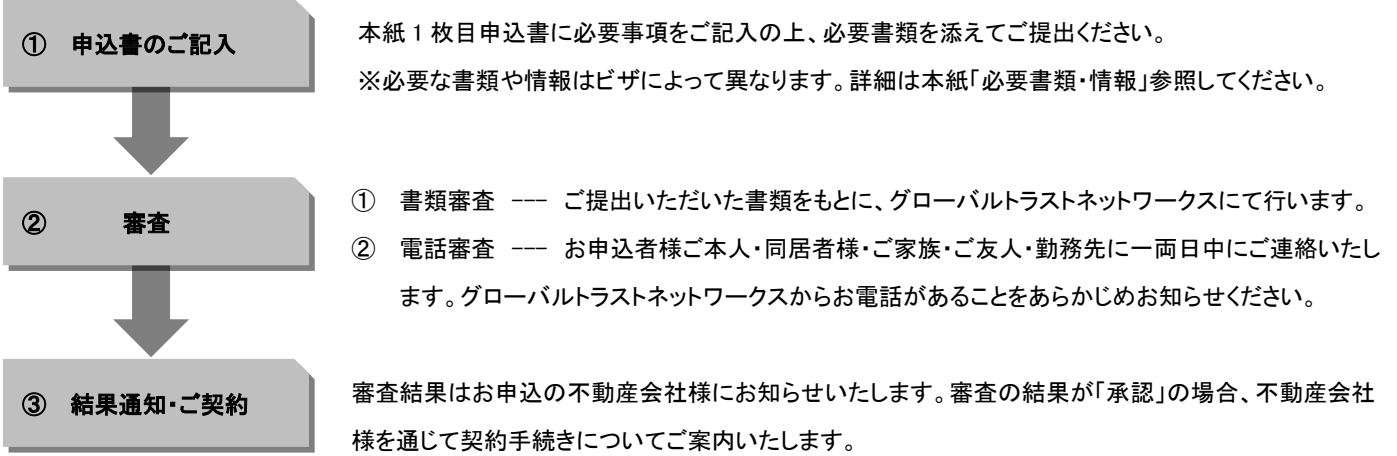 ① 申込書のご記入
本紙1枚目申込書に必要事項をご記入の上、必要書類を添えてご提出ください。
※必要な書類や情報はビザによって異なります。詳細は本紙「必要書類・情報」参照してください。
② 審査
① 書類審査 --- ご提出いただいた書類をもとに、グローバルトラストネットワークスにて行います。
② 電話審査 --- お申込者様ご本人・同居者様・ご家族・ご友人・勤務先に一両日中にご連絡いたし
ます。グローバルトラストネットワークスからお電話があることをあらかじめお知らせください。
③ 結果通知・ご契約
審査結果はお申込の不動産会社様にお知らせいたします。審査の結果が「承認」の場合、不動産会社
様を通じて契約手続きについてご案内いたします。